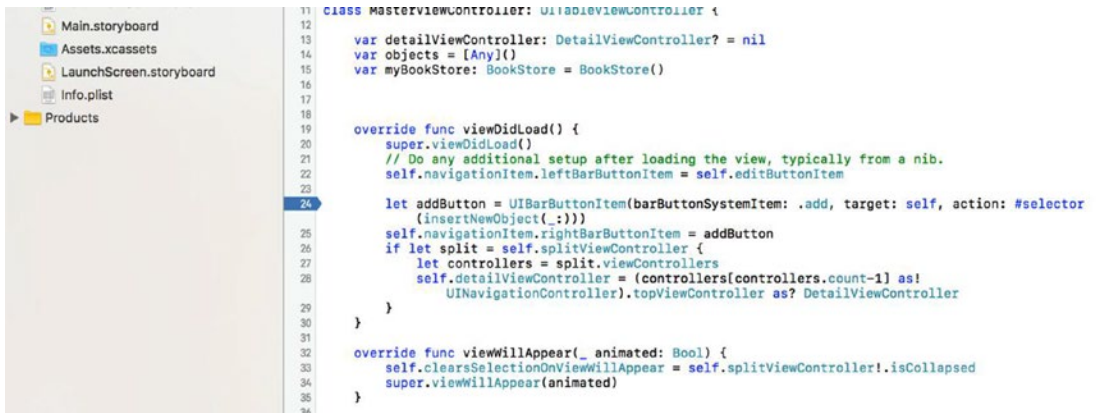 Main.storyboard
Assets.xcassets
LaunchScreen.storyboard
Info.plist
Products
11 class MasterViewController: UITableViewController {
12
13 var detailViewController: DetailViewController? = nil
14 var objects = [Any]()
15 var myBookStore: BookStore = BookStore()
16
17
18
19 override func viewDidLoad() {
20 super.viewDidLoad()
21 // Do any additional setup after loading the view, typically from a nib.
22 self.navigationItem.leftBarButtonItem = self.editButtonItem
23
24 let addButton = UIBarButtonItem(barButtonSystemItem: .add, target: self, action: #selector
(insertNewObject(_:)))
25 self.navigationItem.rightBarButtonItem = addButton
26 if let split = self.splitViewController {
27 let controllers = split.viewControllers
28 self.detailViewController = (controllers[controllers.count-1] as!
UINavigationController).topViewController as? DetailViewController
29 }
30 }
31
32 override func viewWillAppear(_ animated: Bool) {
33 self.clearsSelectionOnViewWillAppear = self.splitViewController!.isCollapsed
34 super.viewWillAppear(animated)
35 }
36